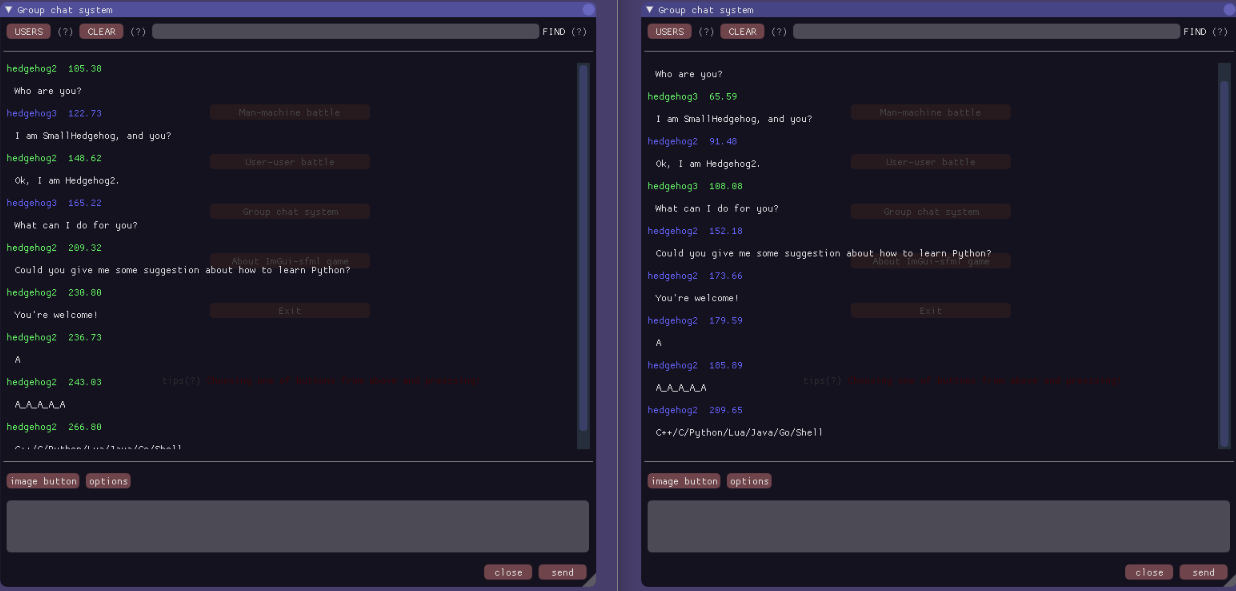 Group chat system
USERS (?) CLEAR (?) FIND (?)
hedgehog2 105.38
Who are you?
hedgehog3 122.73
I am SmallHedgehog, and you?
hedgehog2 148.62
Ok, I am Hedgehog2.
hedgehog3 165.22
What can I do for you?
hedgehog2 209.32
Could you give me some suggestion about how to learn Python?
hedgehog2 230.80
You're welcome!
hedgehog2 236.73
A
hedgehog2 243.03
A_A_A_A_A
hedgehog2 266.80
C++/C/Python/Lua/Java/Go/Shell
Man-machine battle
User-user battle
Group chat system
About ImGui-sfml game
Exit
tips(?)
image button options
close send
Group chat system
USERS (?) CLEAR (?) FIND (?)
Who are you?
hedgehog3 65.59
I am SmallHedgehog, and you?
hedgehog2 91.48
Ok, I am Hedgehog2.
hedgehog3 108.08
What can I do for you?
hedgehog2 152.18
Could you give me some suggestion about how to learn Python?
hedgehog2 173.66
You're welcome!
hedgehog2 179.59
A
hedgehog2 185.89
A_A_A_A_A
hedgehog2 209.65
C++/C/Python/Lua/Java/Go/Shell
Man-machine battle
User-user battle
Group chat system
About ImGui-sfml game
Exit
tips(?)
image button options
close send